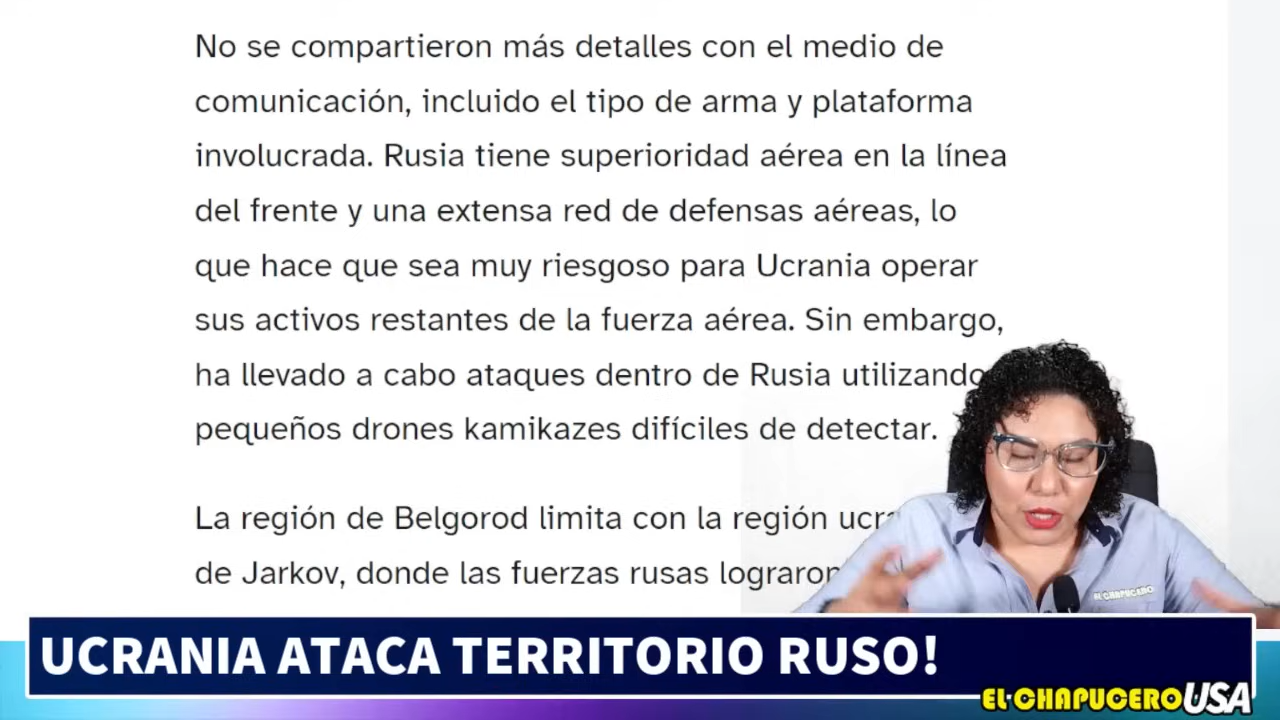 No se compartieron más detalles con el medio de
comunicación, incluido el tipo de arma y plataforma
involucrada. Rusia tiene superioridad aérea en la línea
del frente y una extensa red de defensas aéreas, lo
que hace que sea muy riesgoso para Ucrania operar
sus activos restantes de la fuerza aérea. Sin embargo,
ha llevado a cabo ataques dentro de Rusia utilizando
pequeños drones kamikazes difíciles de detectar.
La región de Belgorod limita con la región
de Jarkov, donde las fuerzas rusas lograron
EL CHAPUCERO
UCRANIA ATACA TERRITORIO RUSO!
EL CHAPUCERO USA